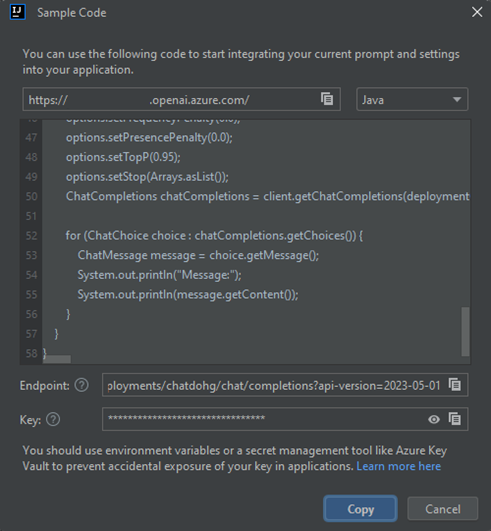 IJ Sample Code
You can use the following code to start integrating your current prompt and settings
into your application.
https:// .openai.azure.com/
Java
46 options.setFrequencyPenalty(0.0);
47 options.setPresencePenalty(0.0);
48 options.setTopP(0.95);
49 options.setStop(Arrays.asList());
50 ChatCompletions chatCompletions = client.getChatCompletions(deployment
51
52 for (ChatChoice choice : chatCompletions.getChoices()) {
53 ChatMessage message = choice.getMessage();
54 System.out.println("Message:");
55 System.out.println(message.getContent());
56 }
57 }
58 }
Endpoint: ployments/chatdohg/chat/completions?api-version=2023-05-01
Key: ********************************
You should use environment variables or a secret management tool like Azure Key
Vault to prevent accidental exposure of your key in applications. Learn more here
Copy
Cancel